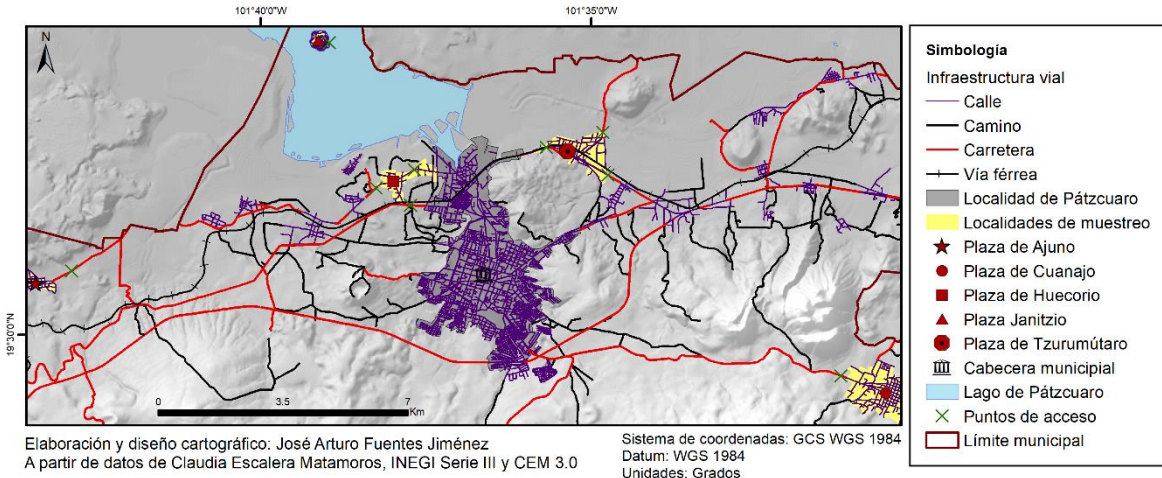 101°40'0"W
101°35'0"W
N
19°30'0"N
0
3.5
7
Km
Simbología
Infraestructura vial
Calle
Camino
Carretera
Vía férrea
Localidad de Pátzcuaro
Localidades de muestreo
Plaza de Ajuno
Plaza de Cuanajo
Plaza de Huecorio
Plaza Janitzio
Plaza de Tzurumútaro
Cabecera municipal
Lago de Pátzcuaro
Puntos de acceso
Límite municipal
Elaboración y diseño cartográfico: José Arturo Fuentes Jiménez
A partir de datos de Claudia Escalera Matamoros, INEGI Serie III y CEM 3.0
Sistema de coordenadas: GCS WGS 1984
Datum: WGS 1984
Unidades: Grados